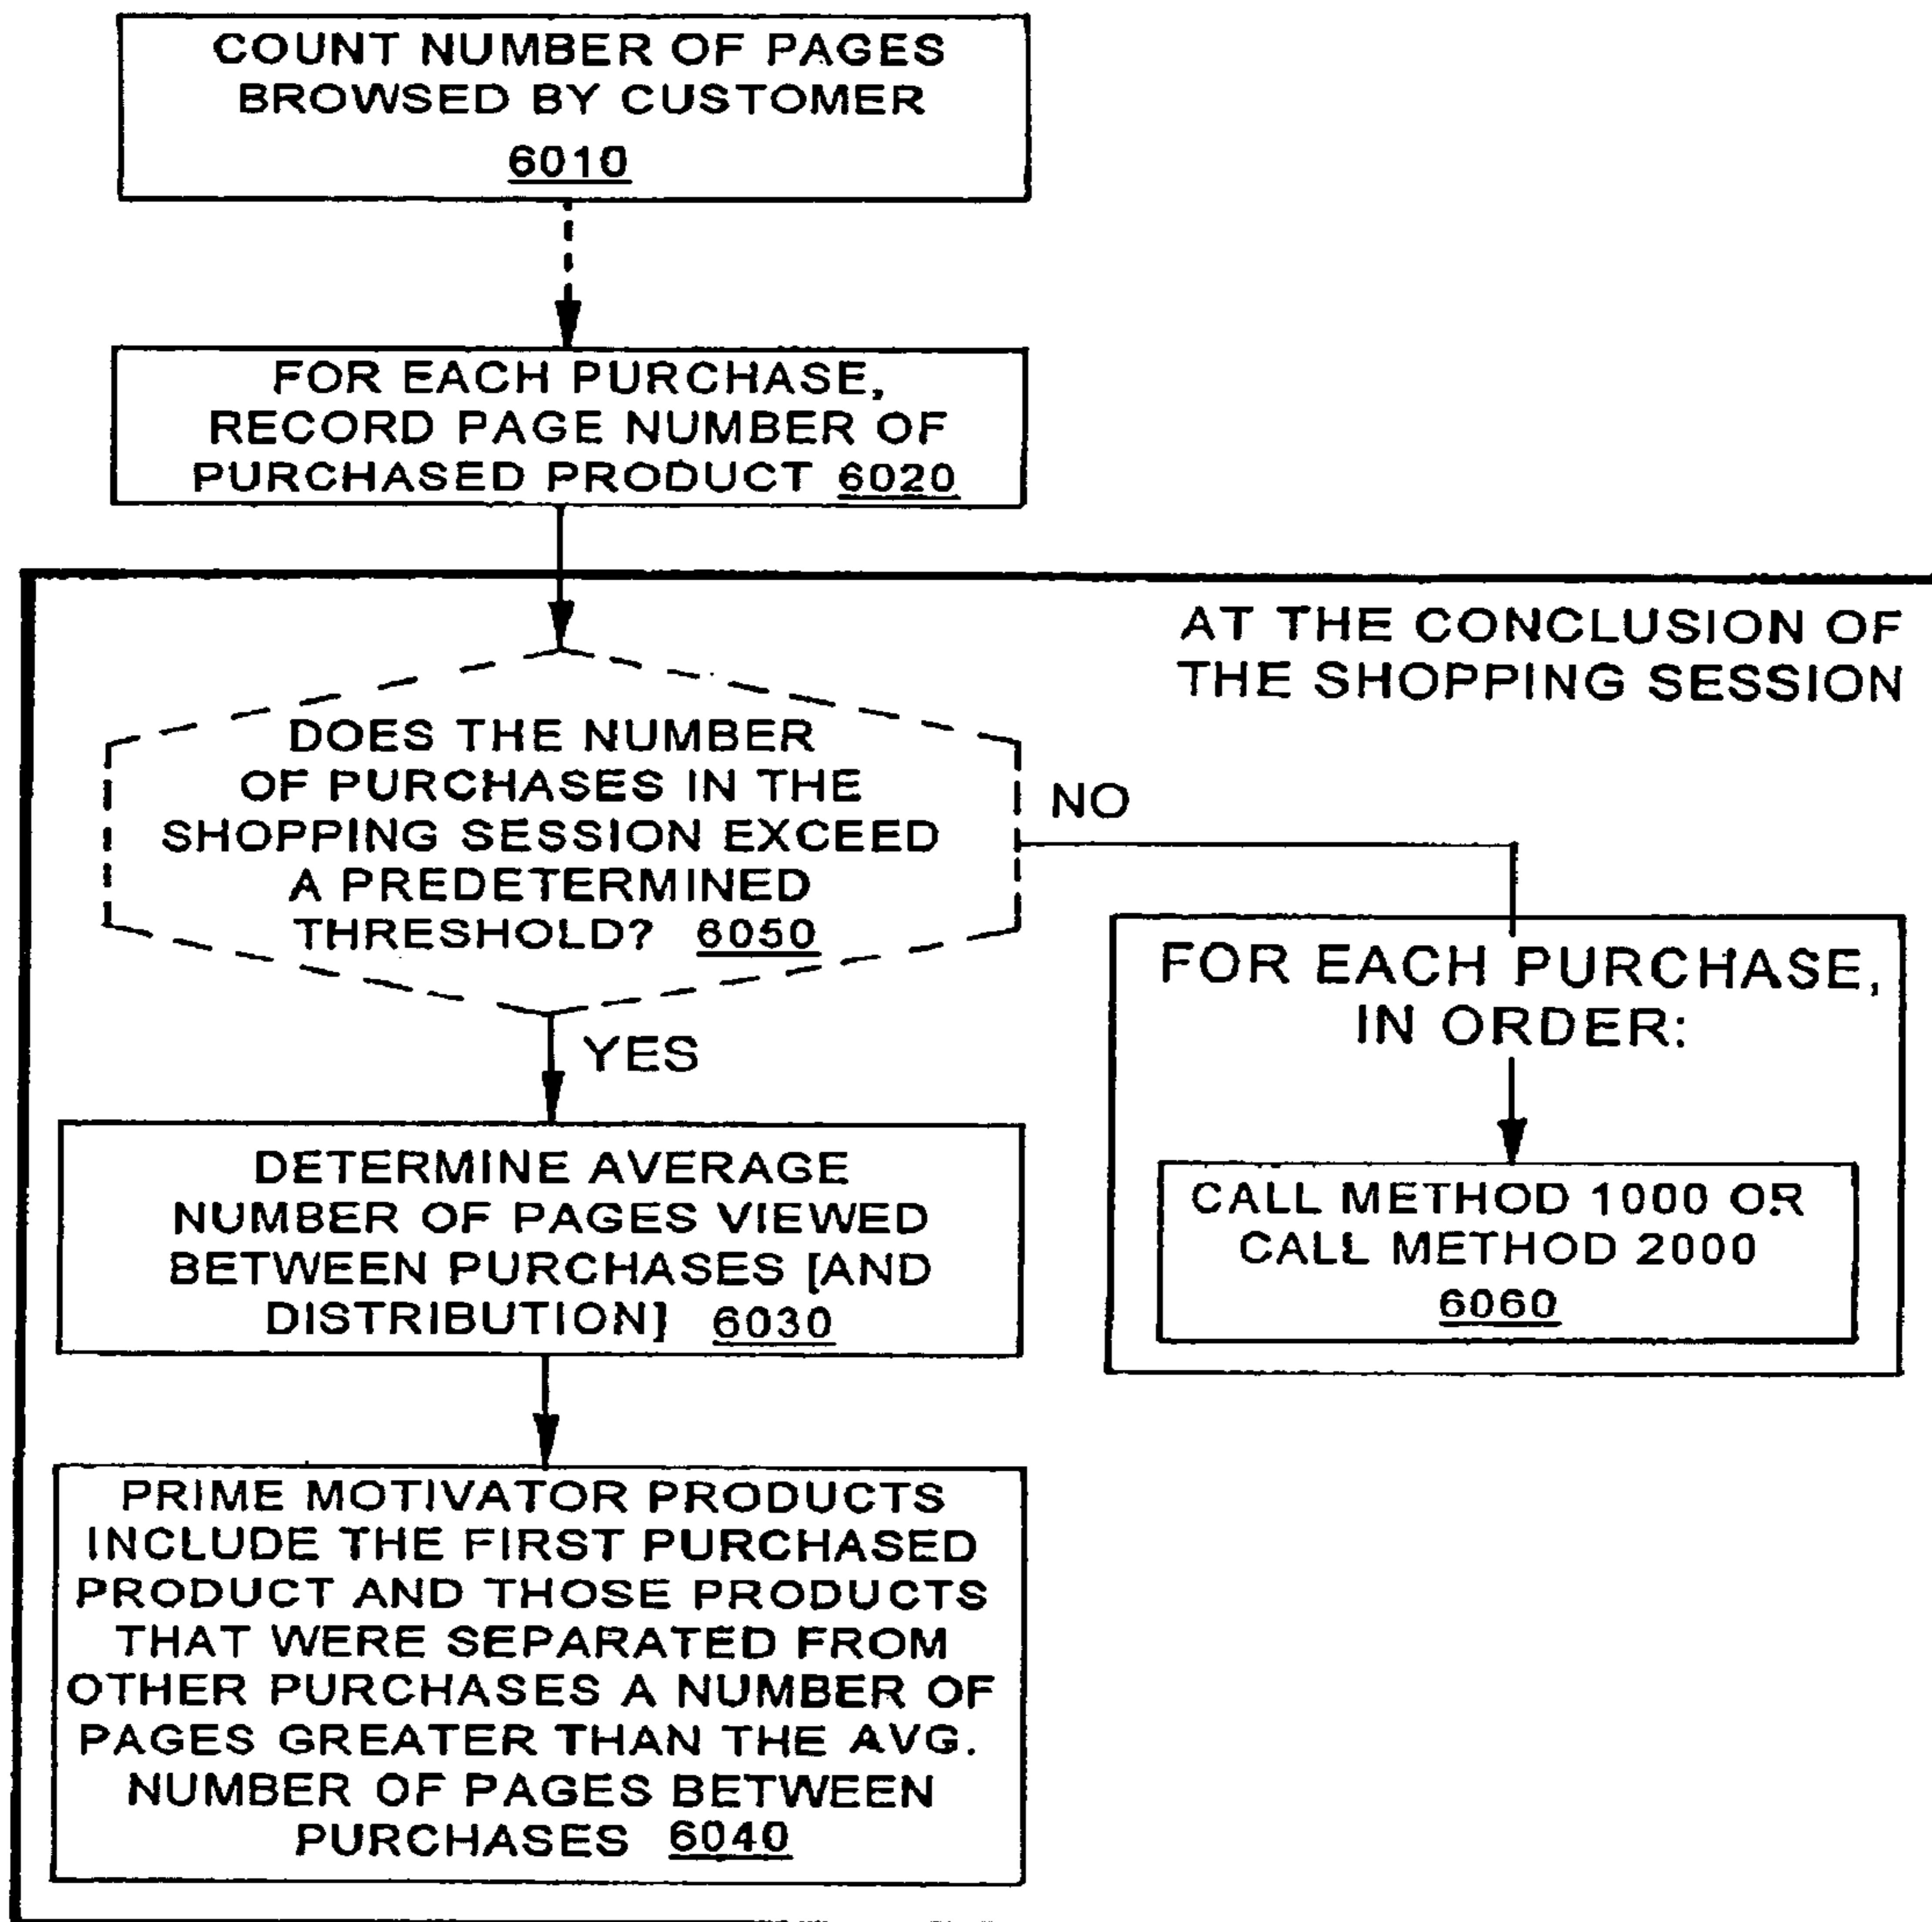 COUNT NUMBER OF PAGES
BROWSED BY CUSTOMER
6010
FOR EACH PURCHASE,
RECORD PAGE NUMBER OF
PURCHASED PRODUCT 6020
AT THE CONCLUSION OF
THE SHOPPING SESSION
DOES THE NUMBER
OF PURCHASES IN THE
SHOPPING SESSION EXCEED
A PREDETERMINED
THRESHOLD? 6050
NO
YES
FOR EACH PURCHASE,
IN ORDER:
CALL METHOD 1000 OR
CALL METHOD 2000
6060
DETERMINE AVERAGE
NUMBER OF PAGES VIEWED
BETWEEN PURCHASES [AND
DISTRIBUTION] 6030
PRIME MOTIVATOR PRODUCTS
INCLUDE THE FIRST PURCHASED
PRODUCT AND THOSE PRODUCTS
THAT WERE SEPARATED FROM
OTHER PURCHASES A NUMBER OF
PAGES GREATER THAN THE AVG.
NUMBER OF PAGES BETWEEN
PURCHASES 6040